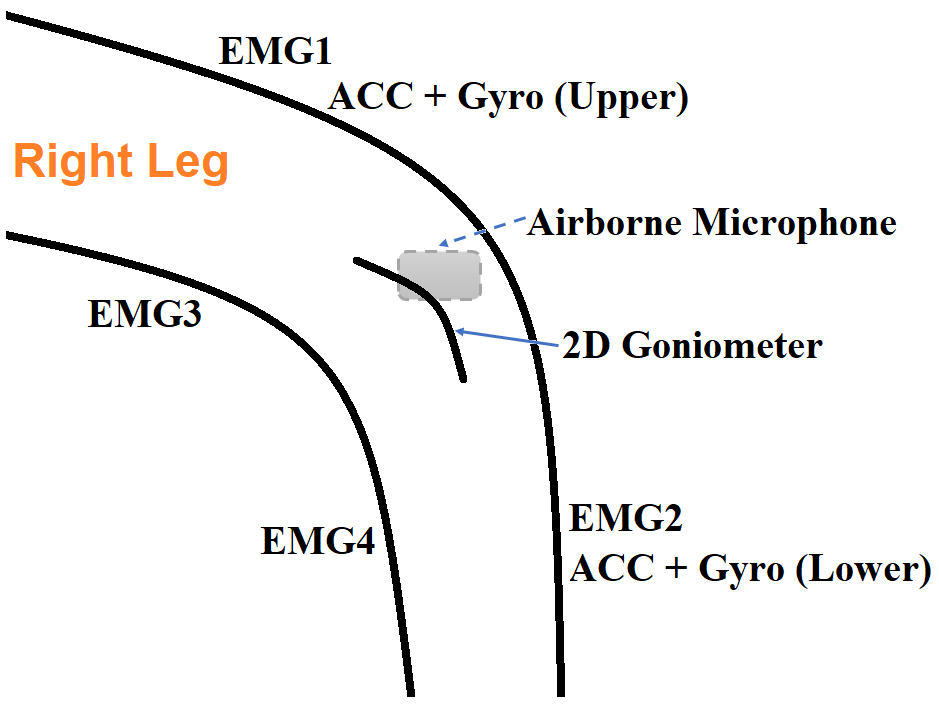 EMG1
ACC + Gyro (Upper)
Right Leg
Airborne Microphone
EMG3
2D Goniometer
EMG2
EMG4
ACC + Gyro (Lower)